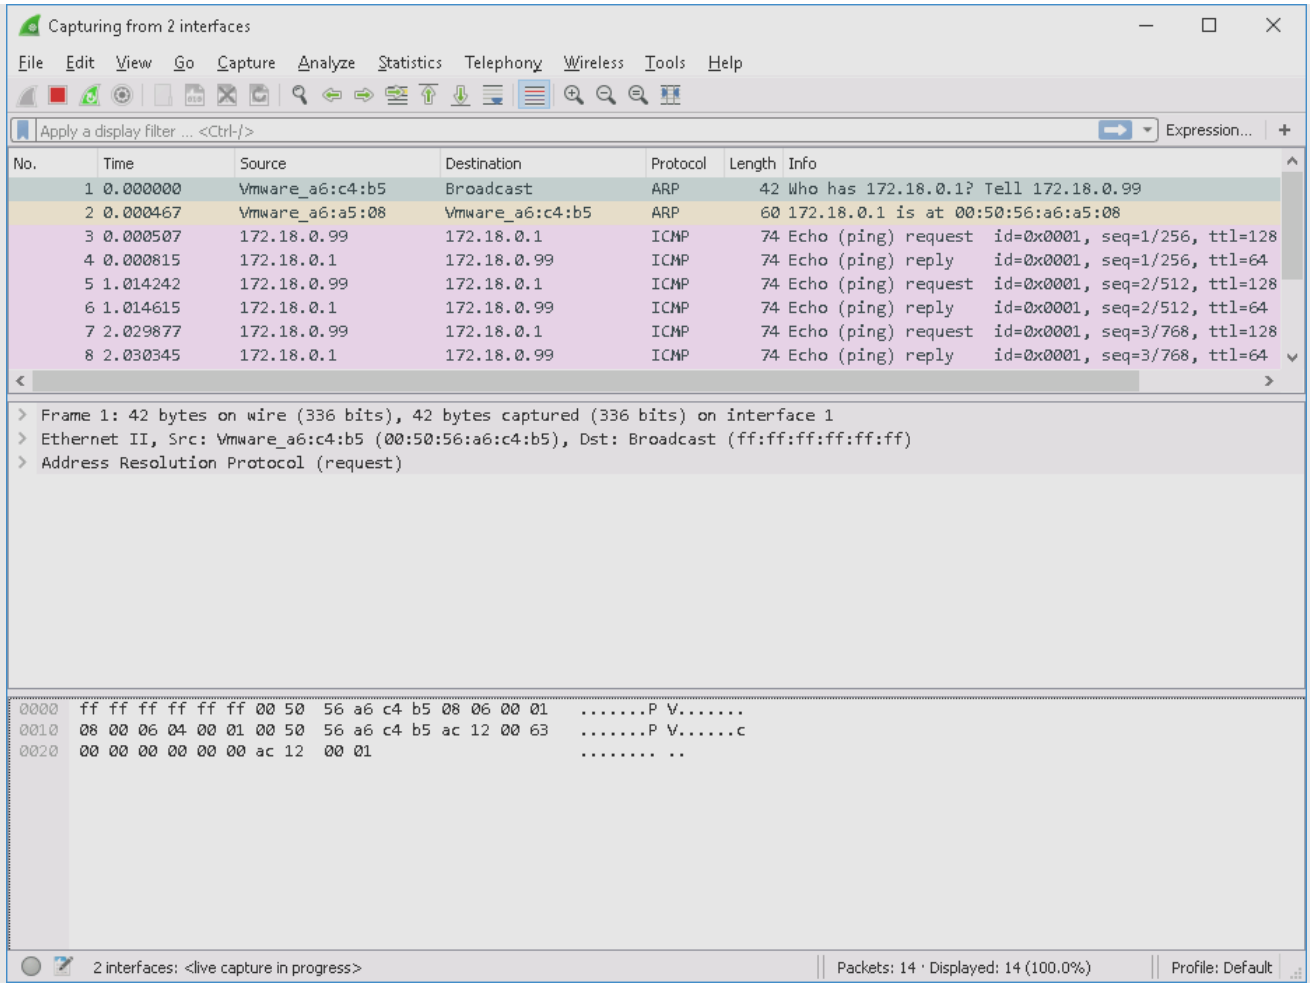 Capturing from 2 interfaces
File Edit View Go Capture Analyze Statistics Telephony Wireless Tools Help
Apply a display filter ... <Ctrl-/> Expression... +
No. Time Source Destination Protocol Length Info
1 0.000000 Vmware_a6:c4:b5 Broadcast ARP 42 Who has 172.18.0.1? Tell 172.18.0.99
2 0.000467 Vmware_a6:a5:08 Vmware_a6:c4:b5 ARP 60 172.18.0.1 is at 00:50:56:a6:a5:08
3 0.000507 172.18.0.99 172.18.0.1 ICMP 74 Echo (ping) request id=0x0001, seq=1/256, ttl=128
4 0.000815 172.18.0.1 172.18.0.99 ICMP 74 Echo (ping) reply id=0x0001, seq=1/256, ttl=64
5 1.014242 172.18.0.99 172.18.0.1 ICMP 74 Echo (ping) request id=0x0001, seq=2/512, ttl=128
6 1.014615 172.18.0.1 172.18.0.99 ICMP 74 Echo (ping) reply id=0x0001, seq=2/512, ttl=64
7 2.029877 172.18.0.99 172.18.0.1 ICMP 74 Echo (ping) request id=0x0001, seq=3/768, ttl=128
8 2.030345 172.18.0.1 172.18.0.99 ICMP 74 Echo (ping) reply id=0x0001, seq=3/768, ttl=64
> Frame 1: 42 bytes on wire (336 bits), 42 bytes captured (336 bits) on interface 1
> Ethernet II, Src: Vmware_a6:c4:b5 (00:50:56:a6:c4:b5), Dst: Broadcast (ff:ff:ff:ff:ff:ff)
> Address Resolution Protocol (request)
0000 ff ff ff ff ff ff 00 50 56 a6 c4 b5 08 06 00 01 .......P V.......
0010 08 00 06 04 00 01 00 50 56 a6 c4 b5 ac 12 00 63 .......P V......c
0020 00 00 00 00 00 00 ac 12 00 01 ........ ..
2 interfaces: <live capture in progress> Packets: 14 · Displayed: 14 (100.0%) Profile: Default